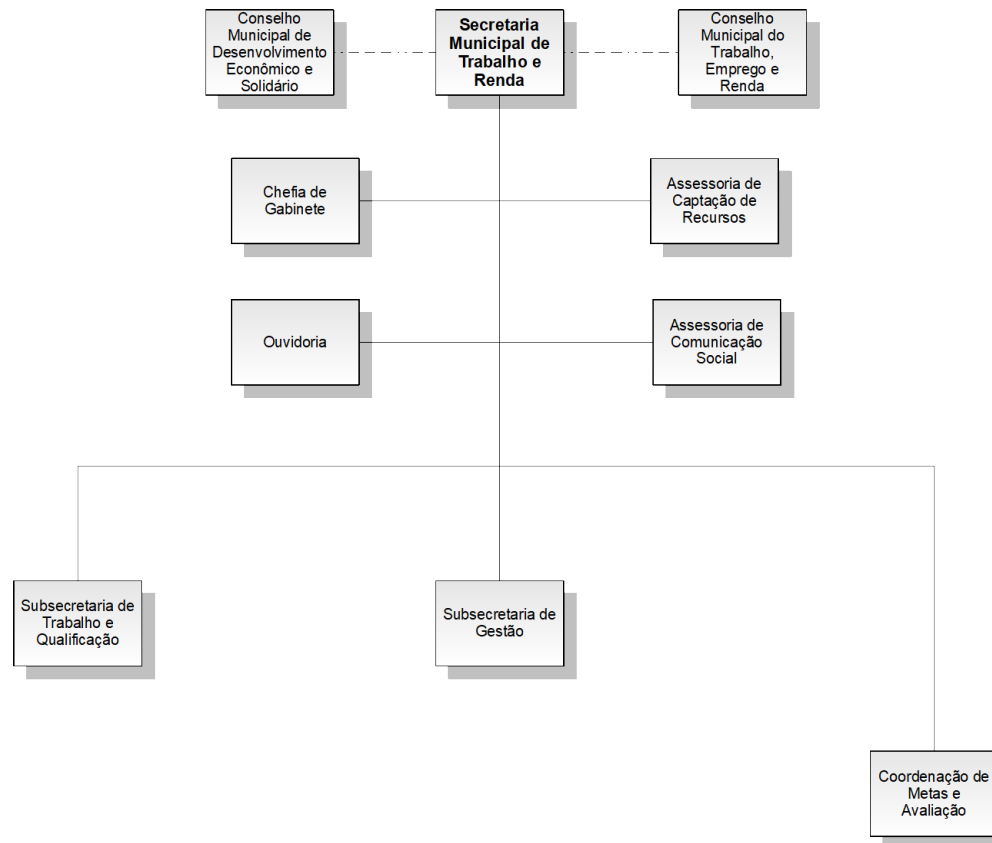 Conselho
Municipal de
Desenvolvimento
Econômico e
Solidário
Secretaria
Municipal de
Trabalho e
Renda
Conselho
Municipal do
Trabalho,
Emprego e
Renda
Chefia de
Gabinete
Assessoria de
Captação de
Recursos
Ouvidoria
Assessoria de
Comunicação
Social
Subsecretaria de
Trabalho e
Qualificação
Subsecretaria de
Gestão
Coordenação de
Metas e
Avaliação